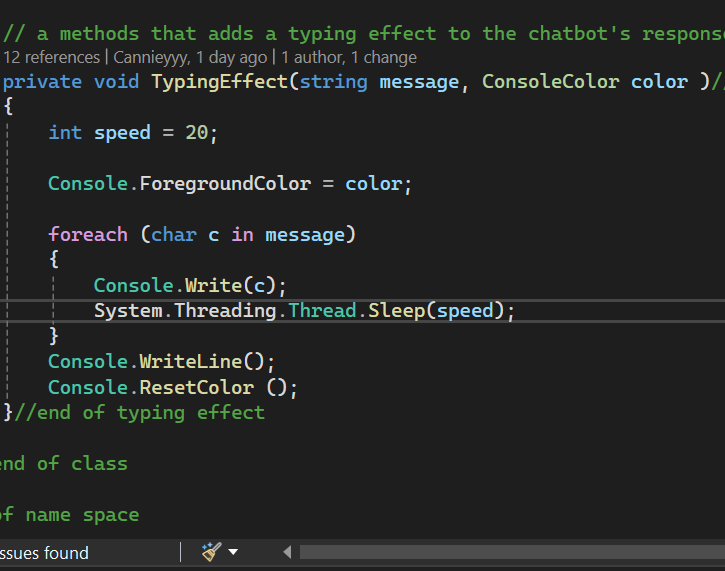 // a methods that adds a typing effect to the chatbot's respons
12 references | Cannieyyy, 1 day ago | 1 author, 1 change
private void TypingEffect(string message, ConsoleColor color )//
{
int speed = 20;
Console.ForegroundColor = color;
foreach (char c in message)
{
Console.Write(c);
System.Threading.Thread.Sleep(speed);
}
Console.WriteLine();
Console.ResetColor ();
}//end of typing effect
end of class
of name space
ssues found